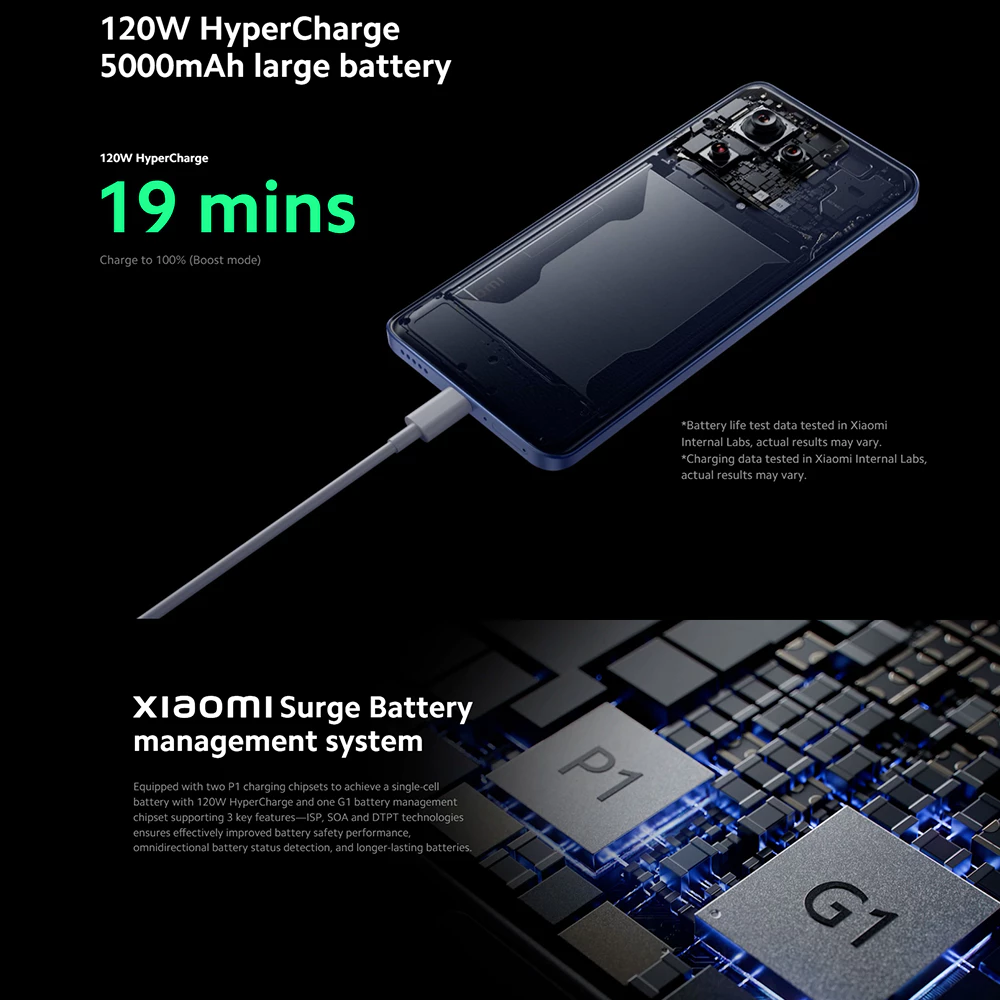 120W HyperCharge
5000mAh large battery
120W HyperCharge
19 mins
Charge to 100% (Boost mode)
*Battery life test data tested in Xiaomi
Internal Labs, actual results may vary.
*Charging data tested in Xiaomi Internal Labs,
actual results may vary.
xiaomi Surge Battery
management system
Equipped with two P1 charging chipsets to achieve a single-cell
battery with 120W HyperCharge and one G1 battery management
chipset supporting 3 key features—ISP, SOA and DTPT technologies
ensures effectively improved battery safety performance,
omnidirectional battery status detection, and longer-lasting batteries.
P1
G1